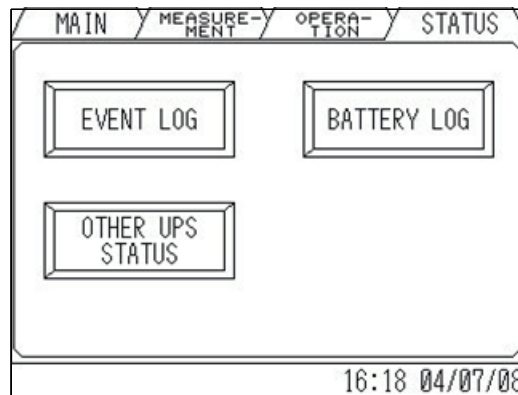 MAIN MEASURE-MENT OPERA-TION STATUS
EVENT LOG BATTERY LOG
OTHER UPS
STATUS
16:18 04/07/08